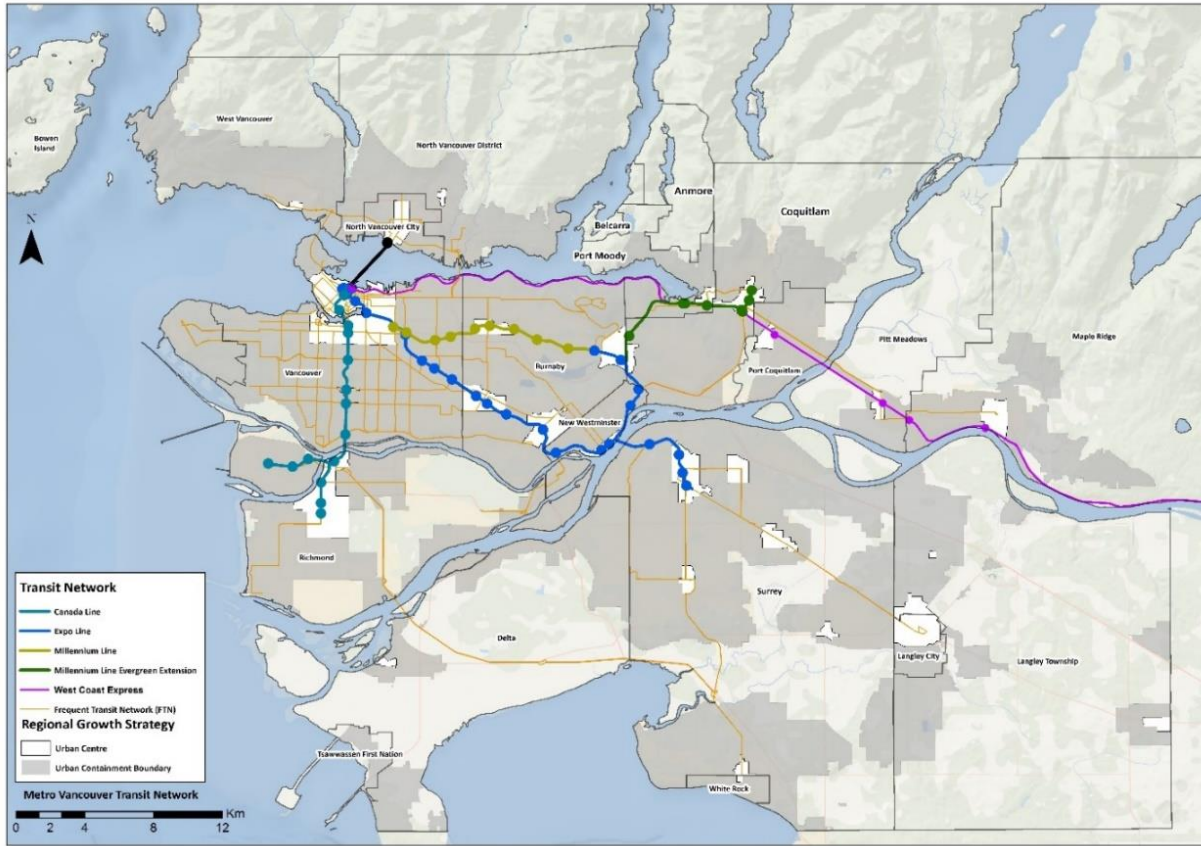 Bowen
Island
West Vancouver
North Vancouver District
Anmore
Coquitlam
Belcarra
North Vancouver City
Port Moody
N
Pitt Meadows
Maple Ridge
Vancouver
Burnaby
Port Coquitlam
New Westminster
Richmond
Surrey
Delta
Langley City
Langley Township
Tsawwassen First Nation
White Rock
Transit Network
Canada Line
Expo Line
Millennium Line
Millennium Line Evergreen Extension
West Coast Express
Frequent Transit Network (FTN)
Regional Growth Strategy
Urban Centre
Urban Containment Boundary
Metro Vancouver Transit Network
Km
0 2 4 8 12